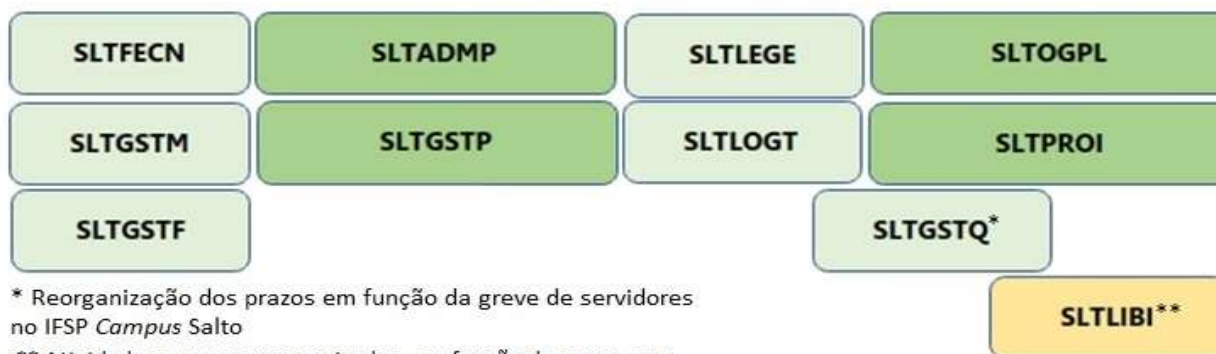 SLTFECN SLTADMP SLTLEGE SLTOGPL
SLTGSTM SLTGSTP SLTLOGT SLTPROI
SLTGSTF SLTGSTQ*
* Reorganização dos prazos em função da greve de servidores
no IFSP Campus Salto
SLTLIBI**